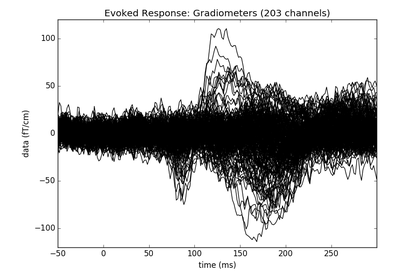 Evoked Response: Gradiometers (203 channels)
100
50
0
−50
−100
data (fT/cm)
−50 0 50 100 150 200 250
time (ms)